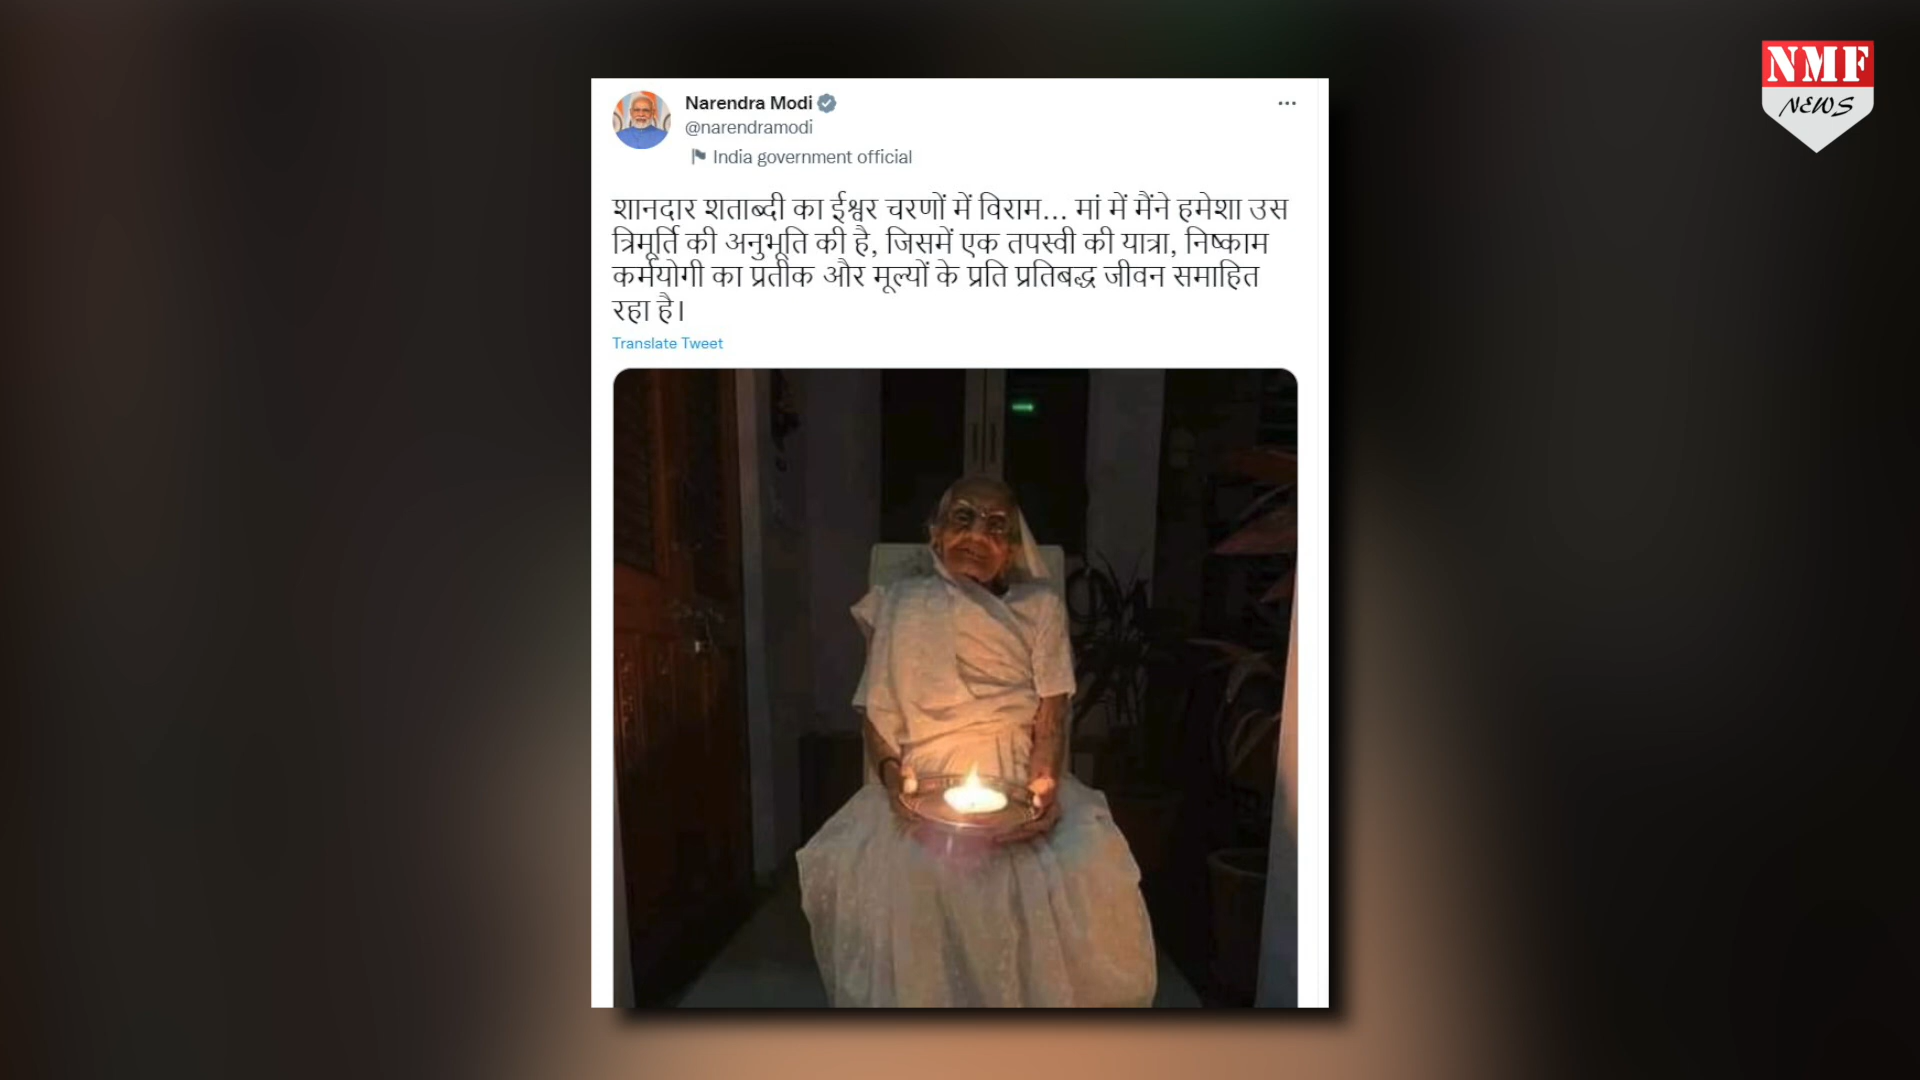 NMF
NEWS
Narendra Modi
@narendramodi
India government official
शानदार शताब्दी का ईश्वर चरणों में विराम... मां में मैंने हमेशा उस
त्रिमूर्ति की अनुभूति की है, जिसमें एक तपस्वी की यात्रा, निष्काम
कर्मयोगी का प्रतीक और मूल्यों के प्रति प्रतिबद्ध जीवन समाहित
रहा है।
Translate Tweet